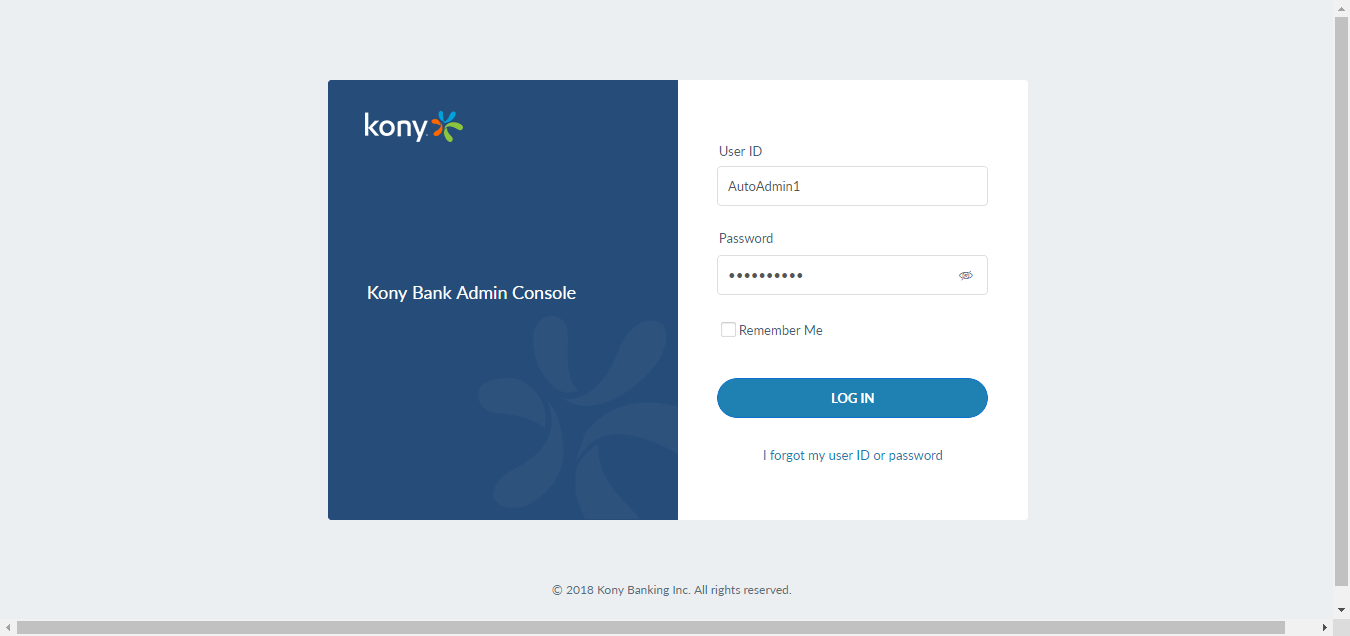 kony
User ID
AutoAdmin1
Password
••••••••••
Kony Bank Admin Console
Remember Me
LOG IN
I forgot my user ID or password
© 2018 Kony Banking Inc. All rights reserved.